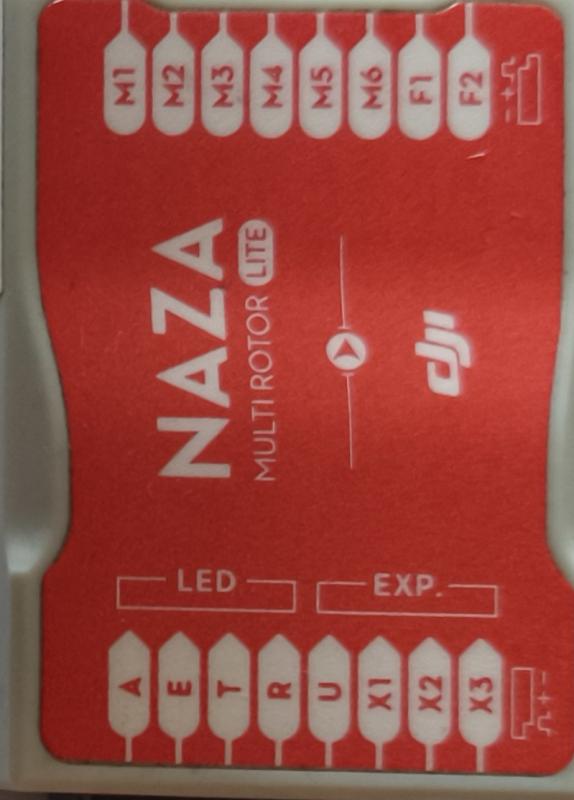 M1 M2 M3 M4 M5 M6 F1 F2
NAZA
MULTI ROTOR LITE
dji
LED EXP.
A E T R U X1 X2 X3